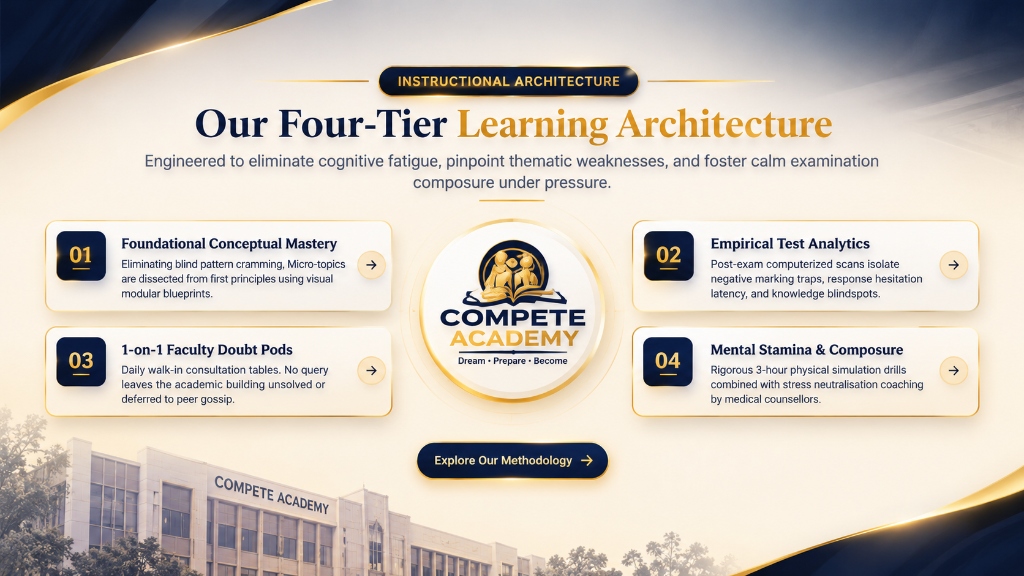 INSTRUCTIONAL ARCHITECTURE
Our Four-Tier Learning Architecture
Engineered to eliminate cognitive fatigue, pinpoint thematic weaknesses, and foster calm examination
composure under pressure.
01
Foundational Conceptual Mastery
Eliminating blind pattern cramming, Micro-topics
are dissected from first principles using visual
modular blueprints.
02
Empirical Test Analytics
Post-exam computerized scans isolate
negative marking traps, response hesitation
latency, and knowledge blindspots.
COMPETE
ACADEMY
Dream • Prepare • Become
03
1-on-1 Faculty Doubt Pods
Daily walk-in consultation tables. No query
leaves the academic building unsolved or
deferred to peer gossip.
04
Mental Stamina & Composure
Rigorous 3-hour physical simulation drills
combined with stress neutralisation coaching
by medical counsellors.
Explore Our Methodology →
COMPETE ACADEMY